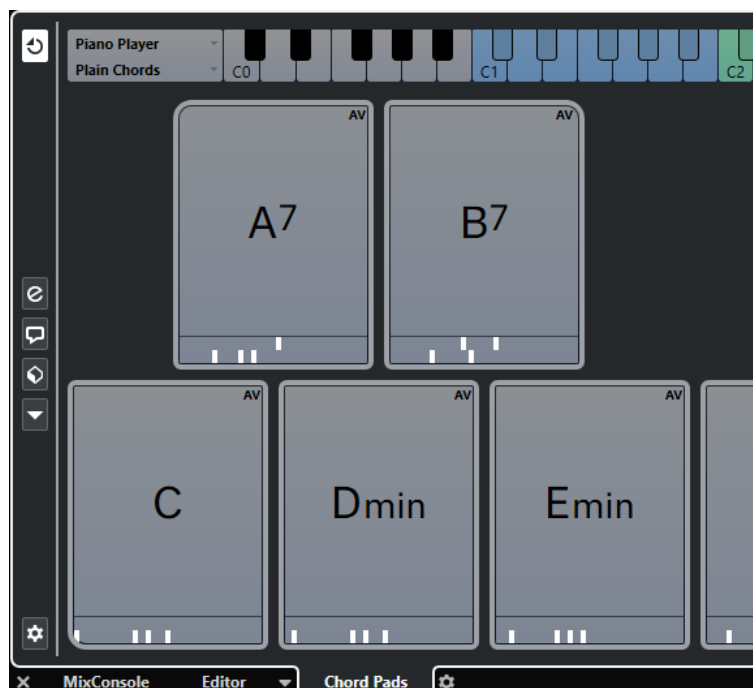 Piano Player
Plain Chords
C0 C1 C2
AV AV
A7 B7
AV AV AV
C Dmin Emin
MixConsole Editor Chord Pads